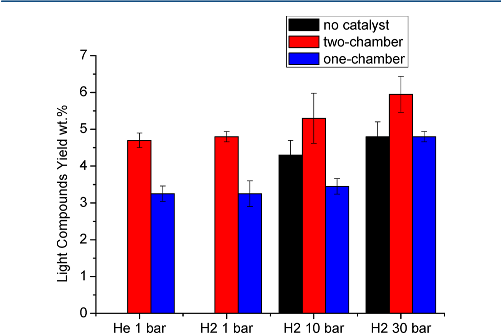 no catalyst
two-chamber
one-chamber
Light Compounds Yield wt.%
7
6
5
4
3
2
1
0
He 1 bar H2 1 bar H2 10 bar H2 30 bar